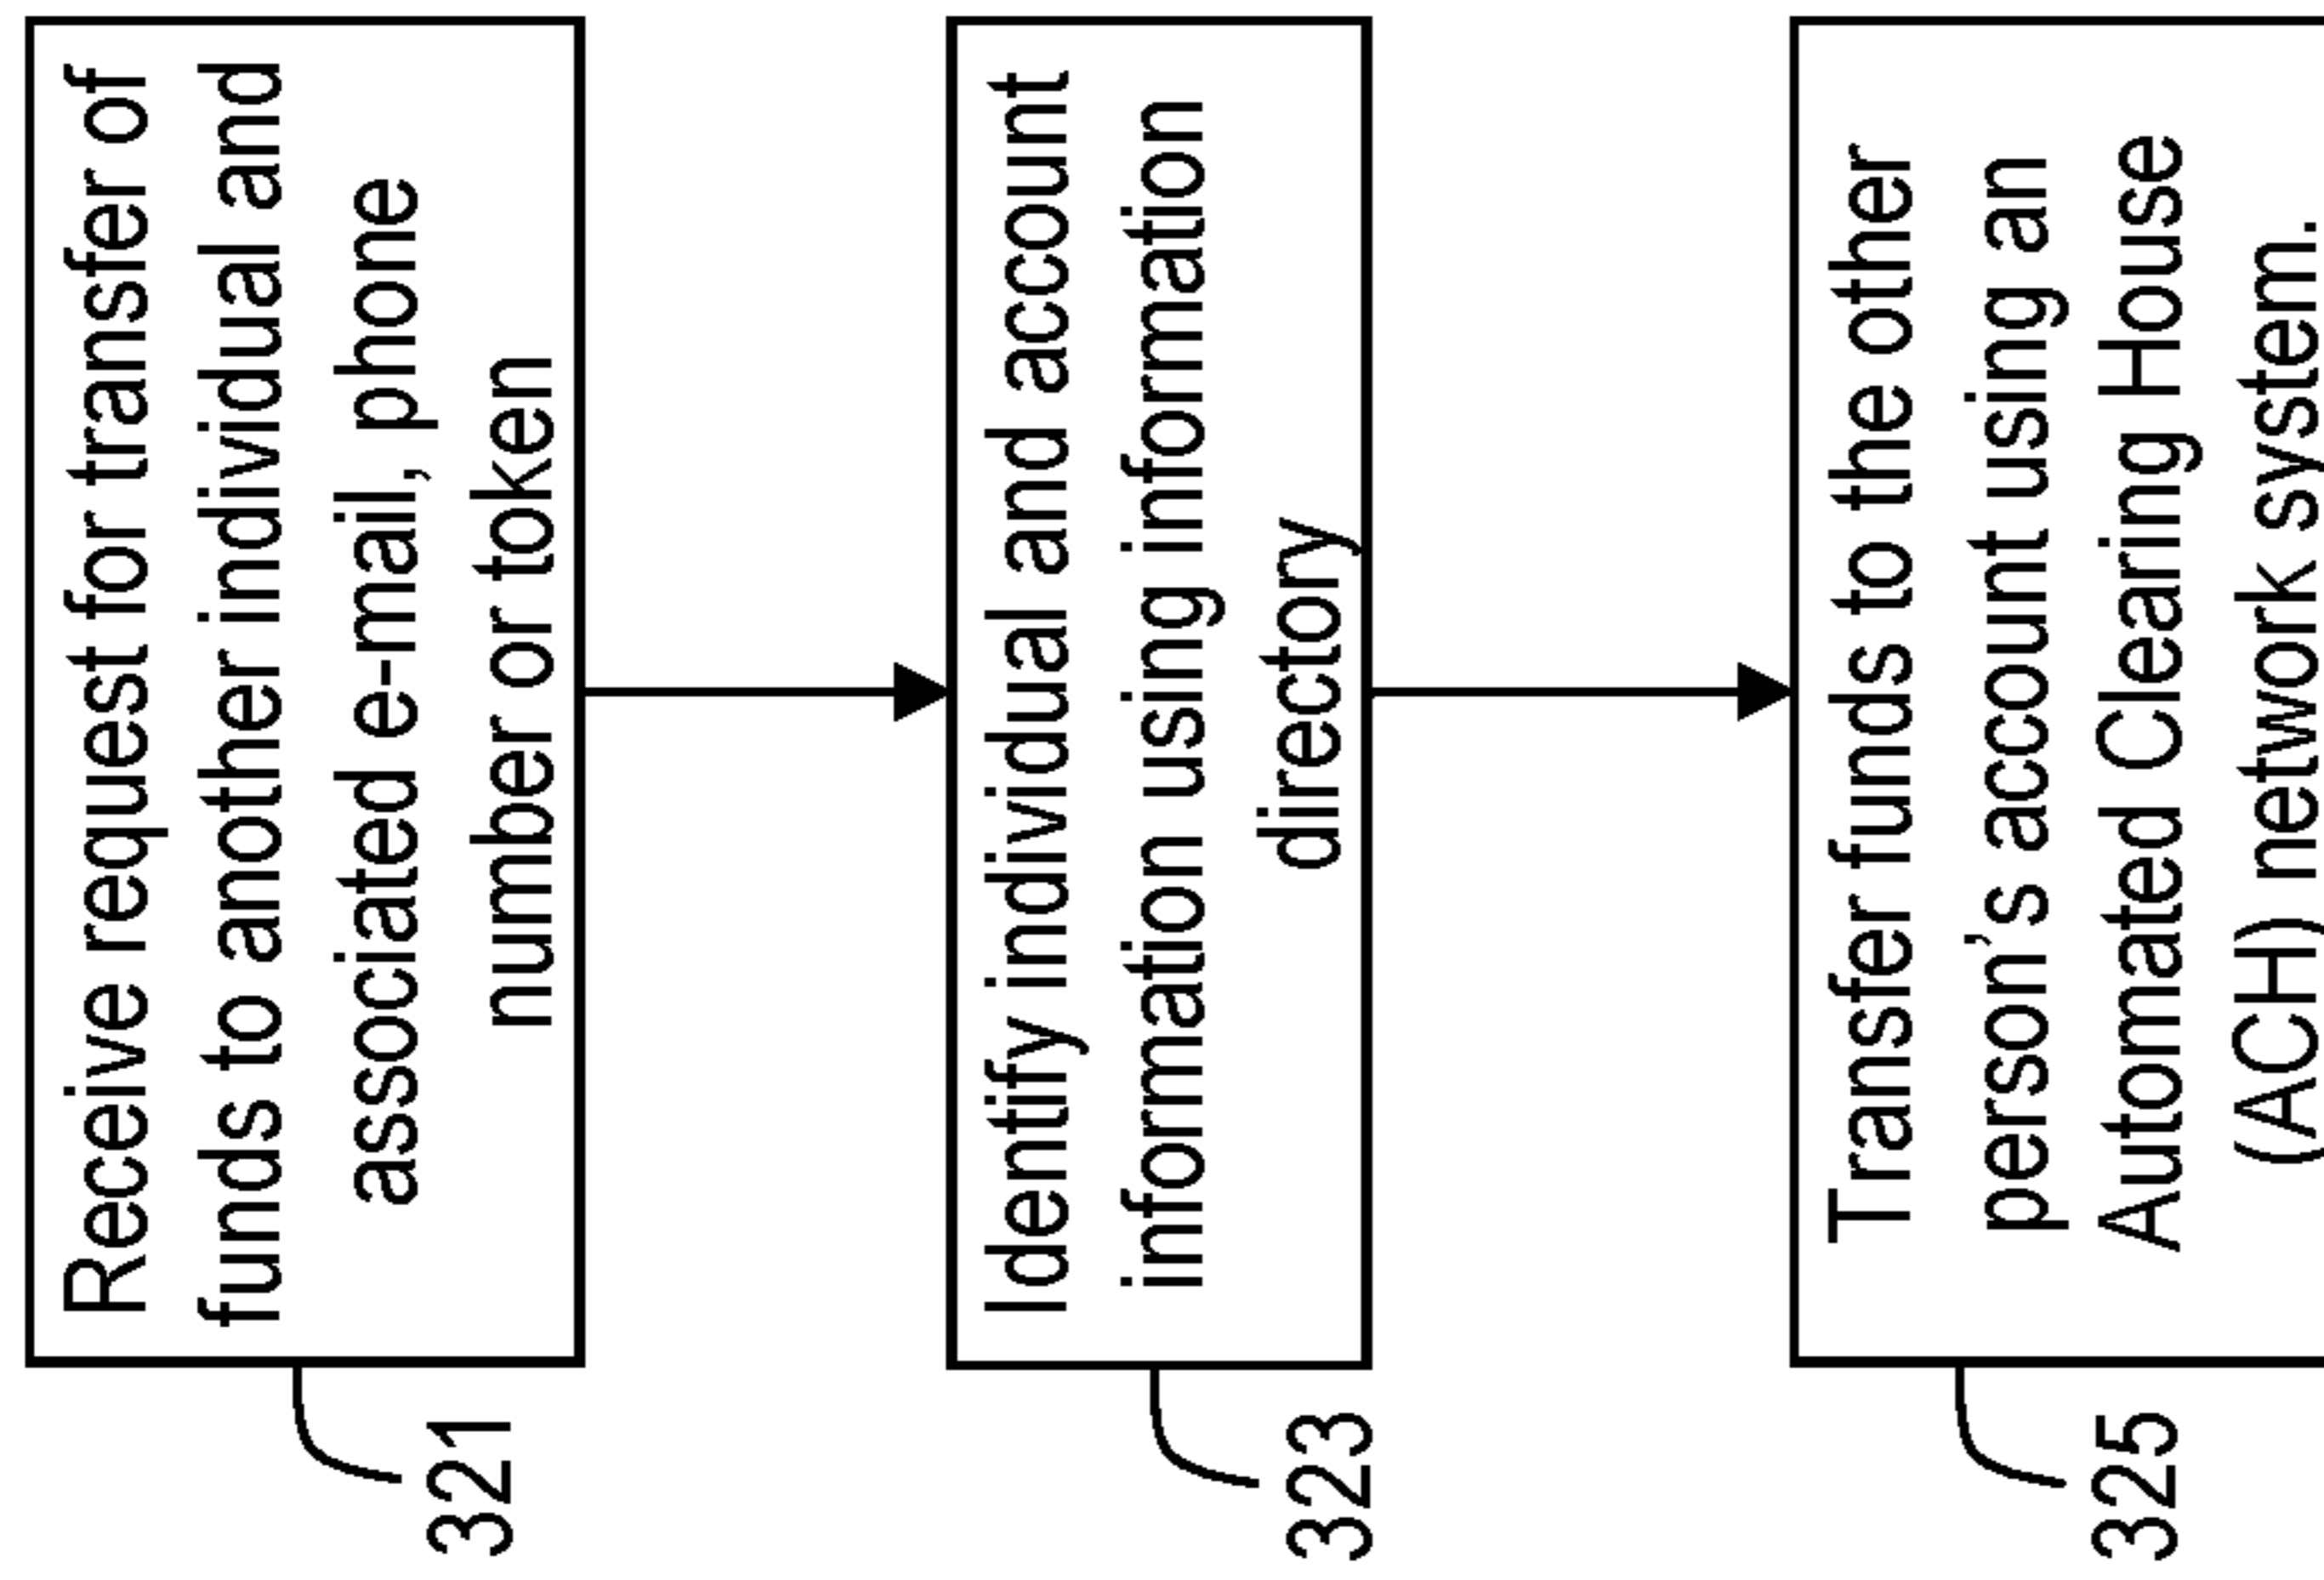 Receive request for transfer of
funds to another individual and
associated e-mail, phone
number or token
321
Identify individual and account
information using information
directory
323
Transfer funds to the other
person's account using an
Automated Clearing House
(ACH) network system.
325